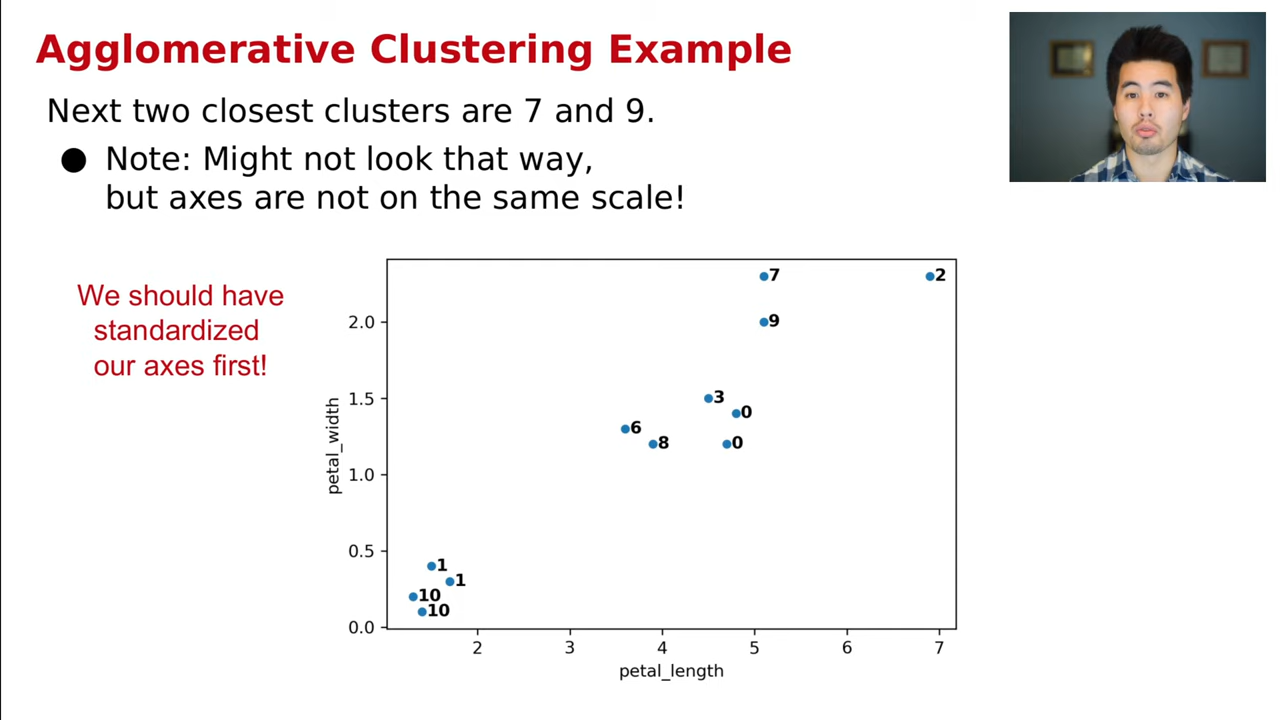 Agglomerative Clustering Example
Next two closest clusters are 7 and 9.
● Note: Might not look that way,
but axes are not on the same scale!
We should have
standardized
our axes first!
7
2
2.0
9
1.5
3
0
6
8
0
petal_width
1.0
0.5
1
1
10
10
0.0
2 3 4 5 6 7
petal_length